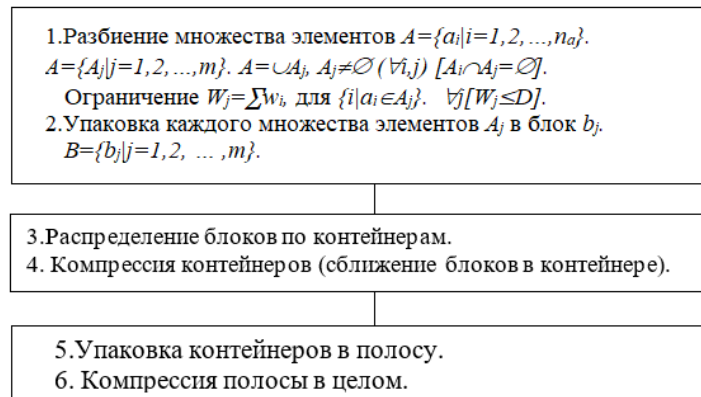 1.Разбиение множества элементов A={aᵢ|i=1,2,...,nₐ}.
A={Aⱼ|j=1,2,...,m}. A=∪Aⱼ, Aⱼ≠∅ (∀i,j) [Aᵢ∩Aⱼ=∅].
Ограничение Wⱼ=∑wᵢ, для {i|aᵢ∈Aⱼ}. ∀j[Wⱼ≤D].
2.Упаковка каждого множества элементов Aⱼ в блок bⱼ.
B={bⱼ|j=1,2, ... ,m}.
3.Распределение блоков по контейнерам.
4. Компрессия контейнеров (сближение блоков в контейнере).
5.Упаковка контейнеров в полосу.
6. Компрессия полосы в целом.